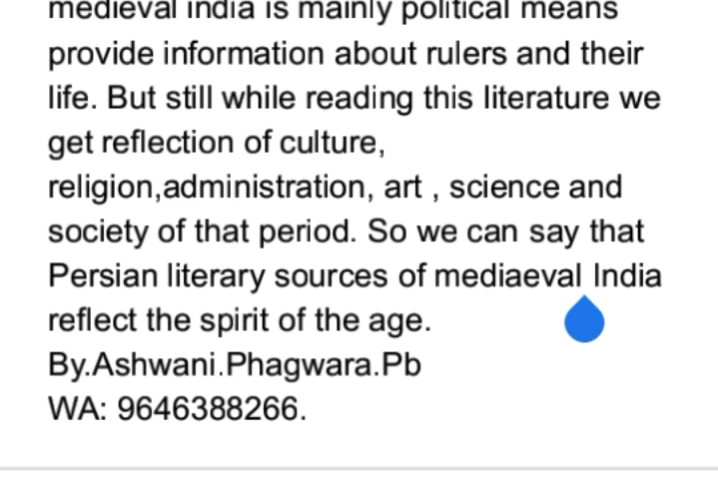 medieval india is mainly political means
provide information about rulers and their
life. But still while reading this literature we
get reflection of culture,
religion,administration, art , science and
society of that period. So we can say that
Persian literary sources of mediaeval India
reflect the spirit of the age.
By.Ashwani.Phagwara.Pb
WA: 9646388266.